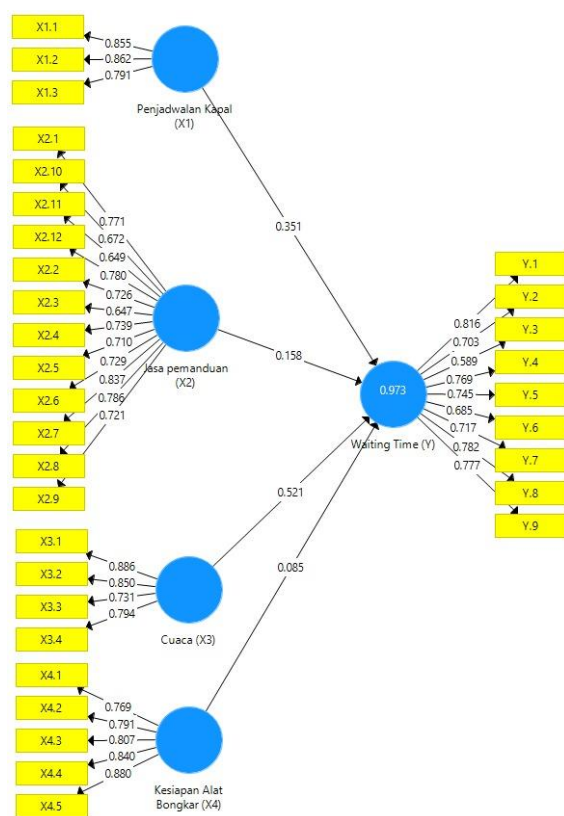 X1.1
X1.2
X1.3
0.855
0.862
0.791
Penjadwalan Kapal
(X1)
X2.1
X2.10
X2.11
X2.12
X2.2
X2.3
X2.4
X2.5
X2.6
X2.7
X2.8
X2.9
0.771
0.672
0.649
0.780
0.726
0.647
0.739
0.710
0.729
0.837
0.786
0.721
Jasa pemanduan
(X2)
0.351
0.158
0.521
0.085
0.973
Waiting Time (Y)
0.816
0.703
0.589
0.769
0.745
0.685
0.717
0.782
0.777
Y.1
Y.2
Y.3
Y.4
Y.5
Y.6
Y.7
Y.8
Y.9
X3.1
X3.2
X3.3
X3.4
0.886
0.850
0.731
0.794
Cuaca (X3)
X4.1
X4.2
X4.3
X4.4
X4.5
0.769
0.791
0.807
0.840
0.880
Kesiapan Alat
Bongkar (X4)